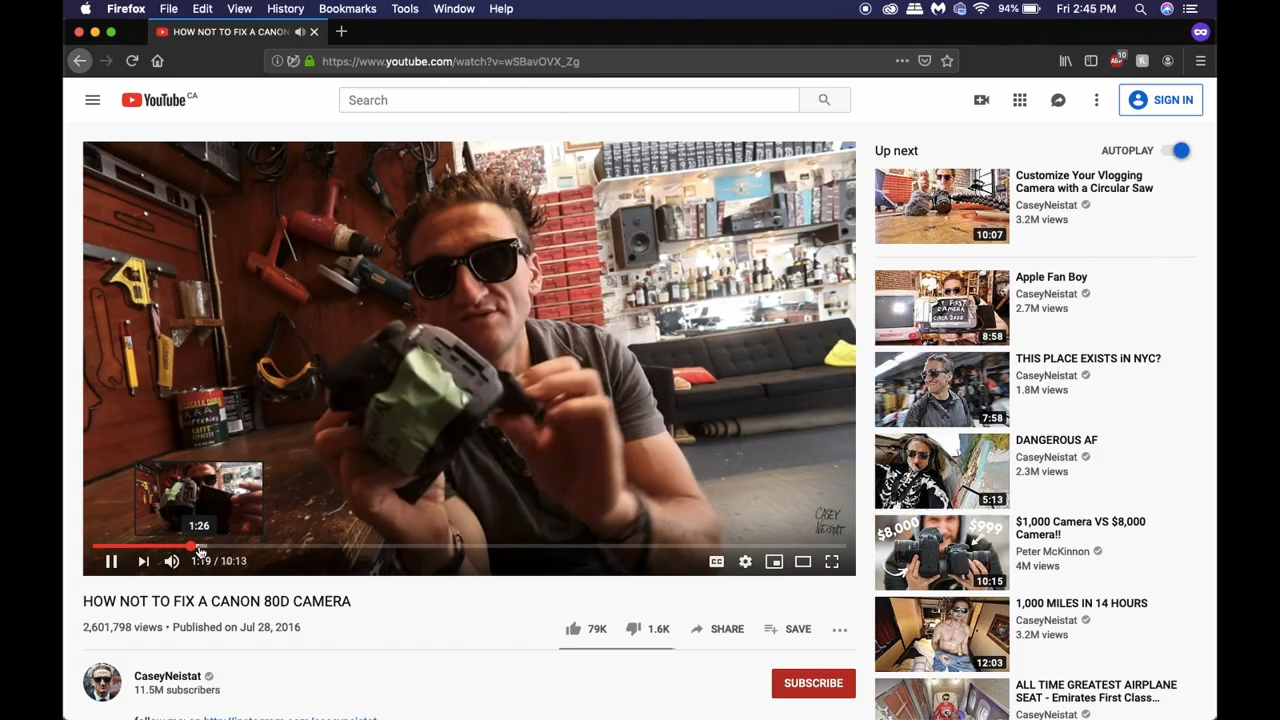 Firefox File Edit View History Bookmarks Tools Window Help 94% Fri 2:45 PM
HOW NOT TO FIX A CANON
https://www.youtube.com/watch?v=wSBavOVX_Zg
10
YouTube CA
Search
SIGN IN
CASEY
NEISTAT
1:26
1:19 / 10:13
CC
HOW NOT TO FIX A CANON 80D CAMERA
2,601,798 views • Published on Jul 28, 2016
79K 1.6K SHARE SAVE
CaseyNeistat
11.5M subscribers
SUBSCRIBE
Up next
AUTOPLAY
Customize Your Vlogging
Camera with a Circular Saw
CaseyNeistat
3.2M views
10:07
Apple Fan Boy
CaseyNeistat
2.7M views
8:58
THIS PLACE EXISTS iN NYC?
CaseyNeistat
1.8M views
7:58
DANGEROUS AF
CaseyNeistat
2.3M views
5:13
$1,000 Camera VS $8,000
Camera!!
Peter McKinnon
4M views
$8,000
$999
10:15
1,000 MILES IN 14 HOURS
CaseyNeistat
3.2M views
12:03
ALL TIME GREATEST AIRPLANE
SEAT - Emirates First Class...
CaseyNeistat